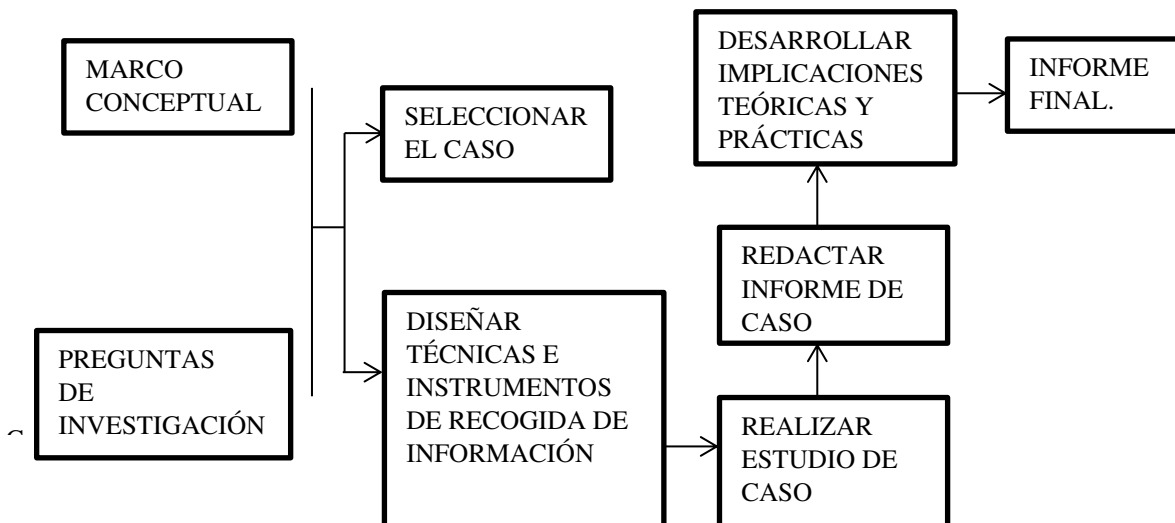 MARCO
CONCEPTUAL
PREGUNTAS
DE
INVESTIGACIÓN
SELECCIONAR
EL CASO
DISEÑAR
TÉCNICAS E
INSTRUMENTOS
DE RECOGIDA DE
INFORMACIÓN
REALIZAR
ESTUDIO DE
CASO
REDACTAR
INFORME DE
CASO
DESARROLLAR
IMPLICACIONES
TEÓRICAS Y
PRÁCTICAS
INFORME
FINAL.